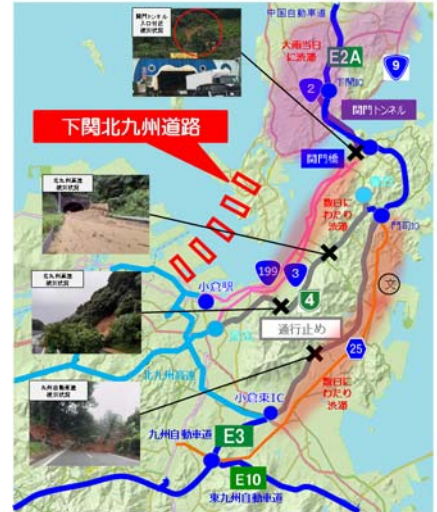 関門トンネル
入口付近
被災状況
中国自動車道
大雨当日
に渋滞
E2A
9
2
下関IC
関門トンネル
下関北九州道路
関門橋
北九州高速
被災状況
数日に
わたり
渋滞
門司IC
199
3
小倉駅
4
北九州高速
被災状況
通行止め
25
文
北九州高速
九州自動車道
被災状況
小倉東IC
数日に
わたり
渋滞
九州自動車道
E3
E10
東九州自動車道